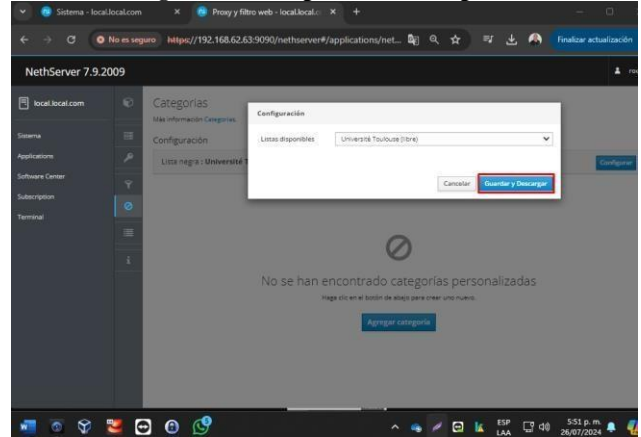 Sistema - local.local.com
Proxy y filtro web - local.local.c
No es seguro https://192.168.62.63:9090/nethserver#/applications/net...
Finalizar actualización
NethServer 7.9.2009
local.local.com
Sistema
Applications
Software Center
Subscription
Terminal
Categorías
Más información Categorías.
Configuración
Lista negra : Université T
Configurar
Configuración
Listas disponibles
Université Toulouse (libre)
Cancelar
Guardar y Descargar
No se han encontrado categorías personalizadas
Haga clic en el botón de abajo para crear uno nuevo.
Agregar categoría
ESP
LAA
5:51 p. m.
26/07/2024